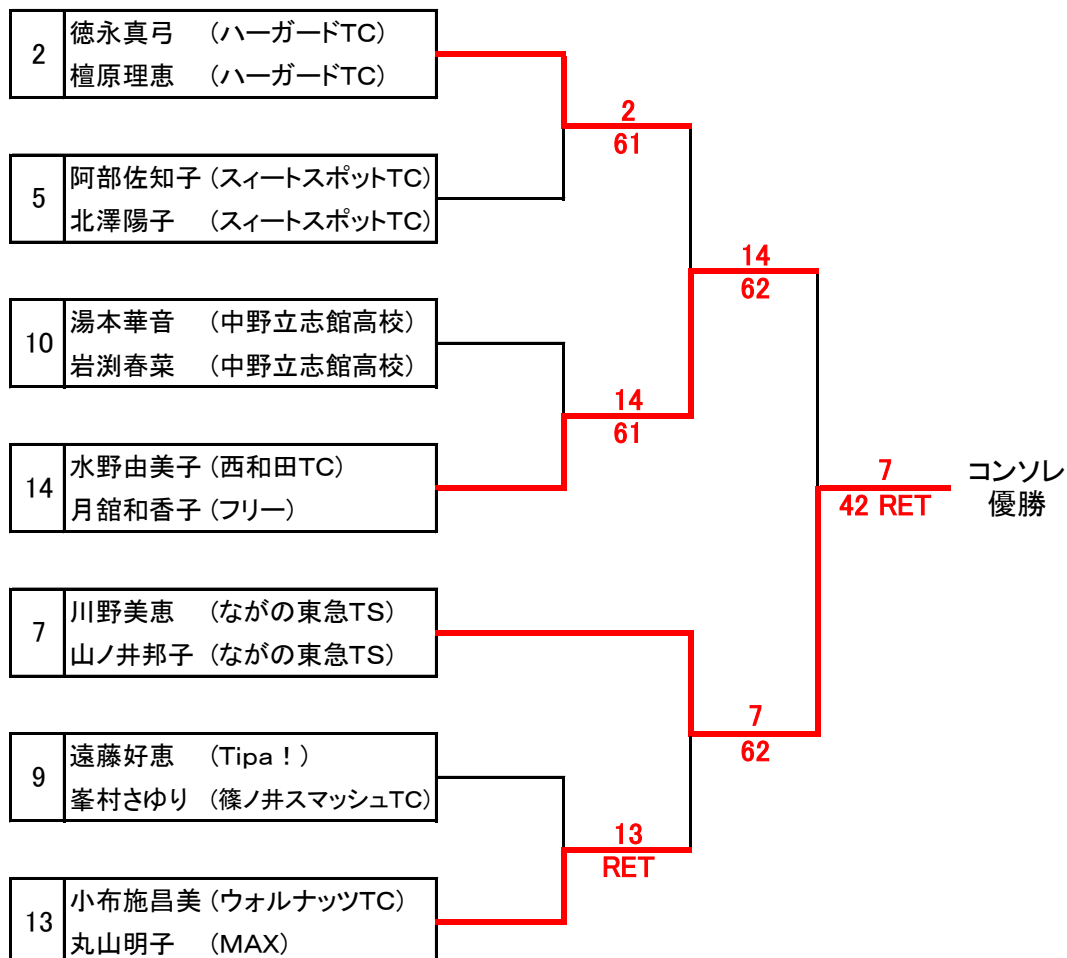 2
徳永真弓 (ハーガードTC)
檀原理恵 (ハーガードTC)
2
61
5
阿部佐知子 (スィートスポットTC)
北澤陽子 (スィートスポットTC)
14
62
10
湯本華音 (中野立志館高校)
岩渕春菜 (中野立志館高校)
14
61
14
水野由美子 (西和田TC)
月舘和香子 (フリー)
7
42 RET
コンソレ
優勝
7
川野美恵 (ながの東急TS)
山ノ井邦子 (ながの東急TS)
7
62
9
遠藤好恵 (Tipa！)
峯村さゆり (篠ノ井スマッシュTC)
13
RET
13
小布施昌美 (ウォルナッツTC)
丸山明子 (MAX)